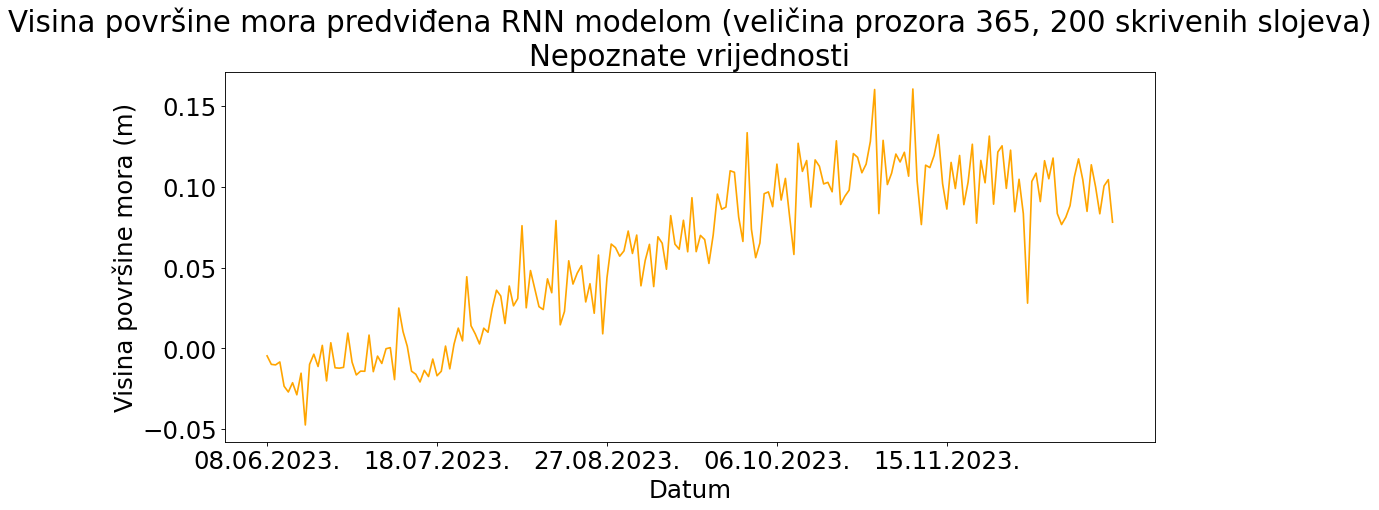 Visina površine mora predviđena RNN modelom (veličina prozora 365, 200 skrivenih slojeva)
Nepoznate vrijednosti
Visina površine mora (m)
0.15
0.10
0.05
0.00
−0.05
08.06.2023. 18.07.2023. 27.08.2023. 06.10.2023. 15.11.2023.
Datum